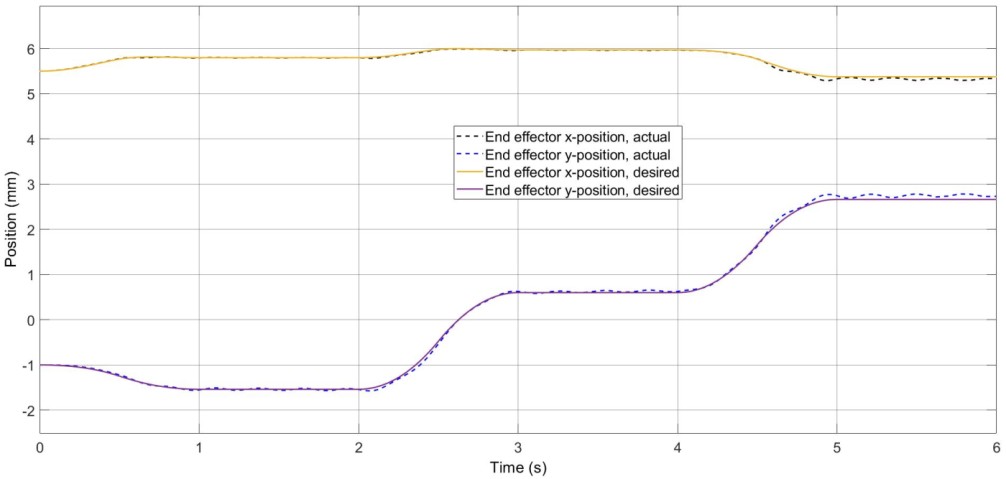 6
5
4
3
2
1
0
-1
-2
Position (mm)
End effector x-position, actual
End effector y-position, actual
End effector x-position, desired
End effector y-position, desired
0 1 2 3 4 5 6
Time (s)